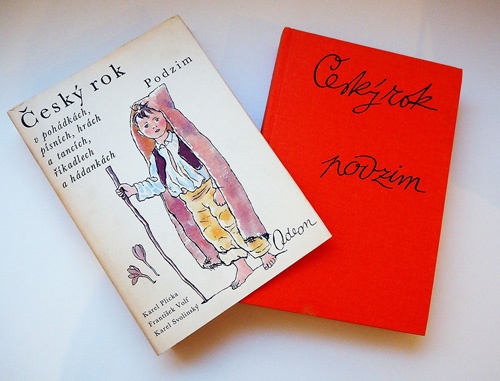 Český rok
Podzim
v pohádkách,
písních, hrách
a tancích,
říkadlech
a hádankách
Odeon
Karel Plicka
František Volf
Karel Svolinský
Český rok
podzim